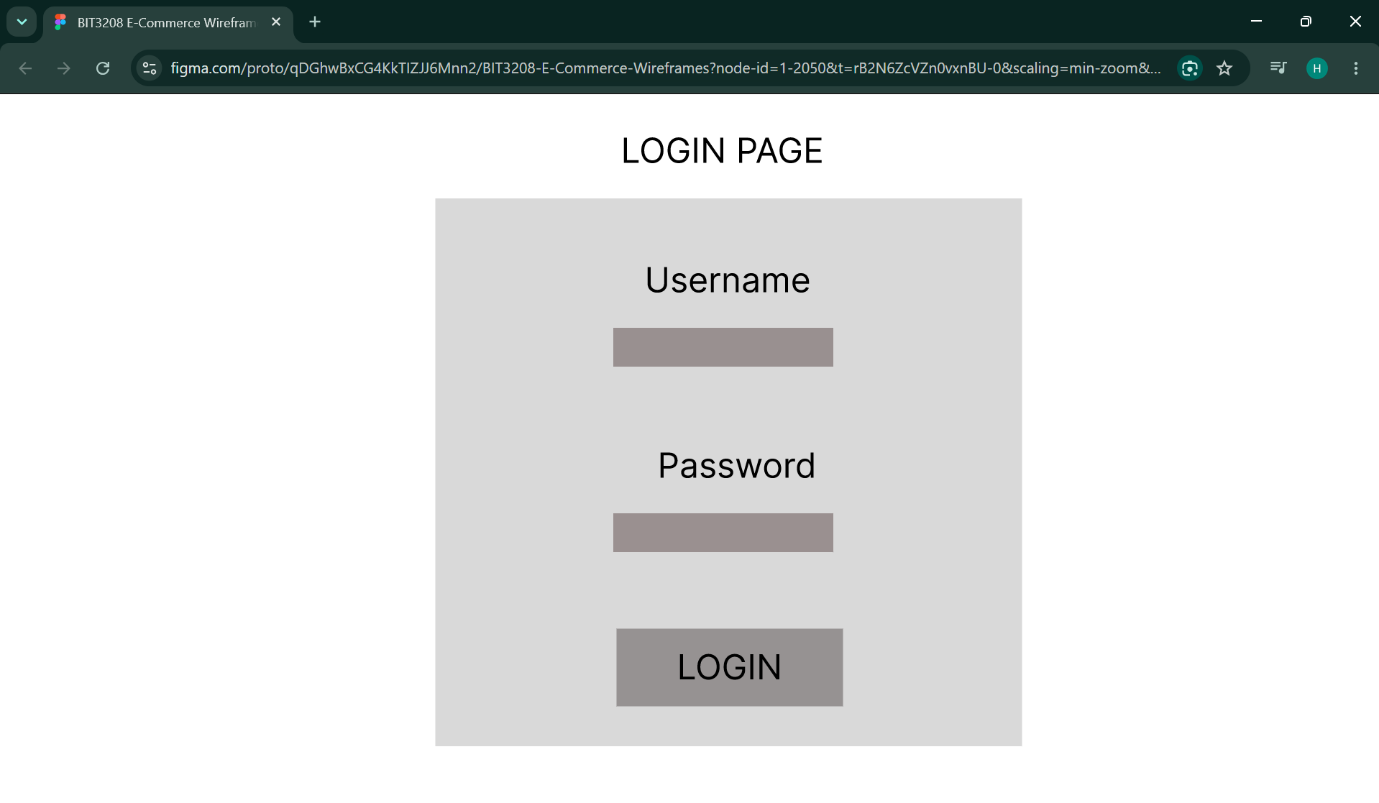 BIT3208 E-Commerce Wirefram
figma.com/proto/qDGhwBxCG4KkTIZJJ6Mnn2/BIT3208-E-Commerce-Wireframes?node-id=1-2050&t=rB2N6ZcVZn0vxnBU-0&scaling=min-zoom&...
H
LOGIN PAGE
Username
Password
LOGIN